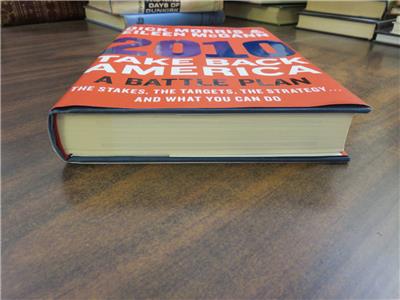 DAYS OF
DUNKIRK
DICK MORRIS &
EILEEN McGANN
2010
TAKE BACK
AMERICA
A BATTLE PLAN
THE STAKES, THE TARGETS, THE STRATEGY...
AND WHAT YOU CAN DO